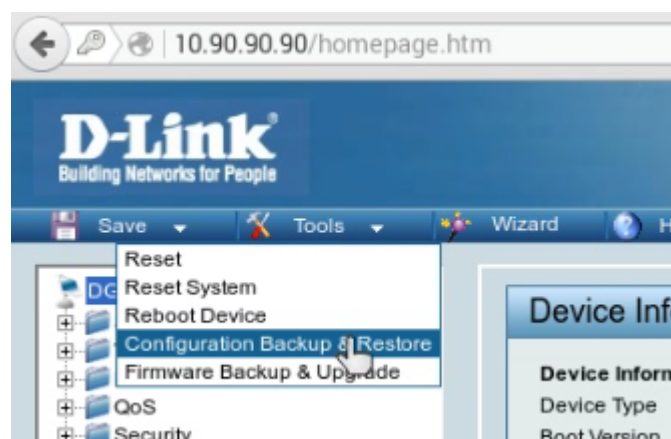 10.90.90.90/homepage.htm
D-Link
Building Networks for People
Save Tools Wizard H
Reset
Reset System
Reboot Device
Configuration Backup & Restore
Firmware Backup & Upgrade
DG
QoS
Security
Device Inf
Device Inform
Device Type
Boot Version